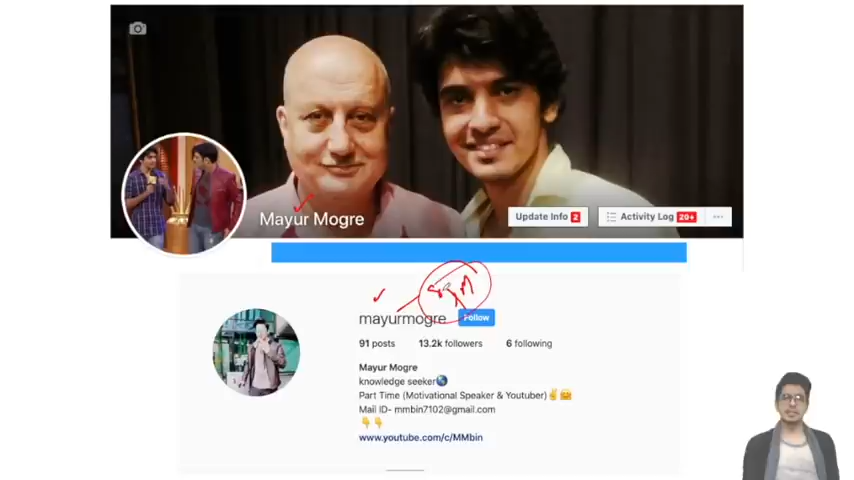 Mayur Mogre
Update Info 2
Activity Log 20+
mayurmogre Follow
91 posts 13.2k followers 6 following
Mayur Mogre
knowledge seeker🌏
Part Time (Motivational Speaker & Youtuber)✌🤗
Mail ID- mmbin7102@gmail.com
👇👇
www.youtube.com/c/MMbin